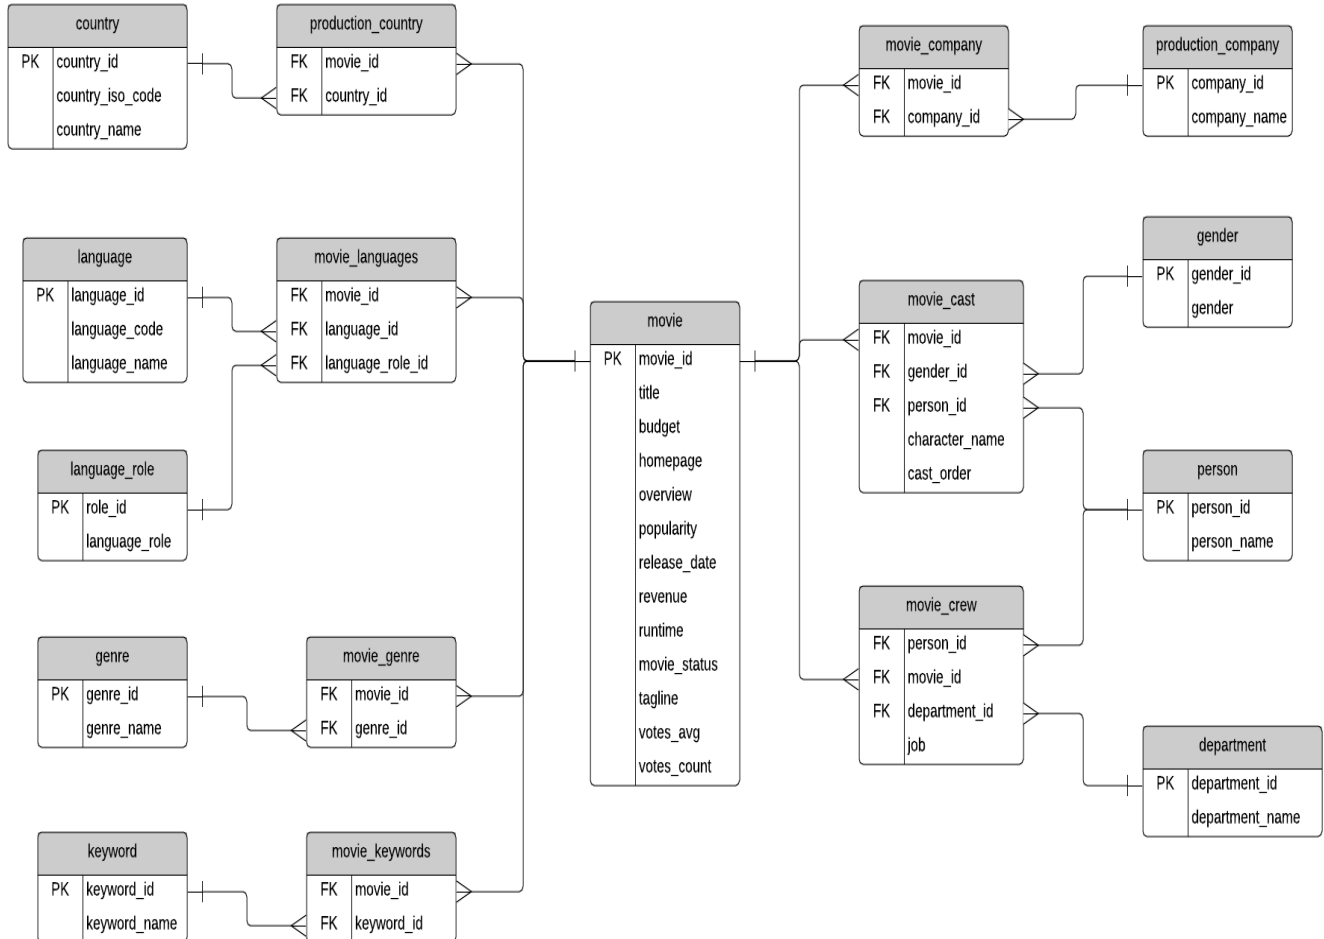 country
PK country_id
country_iso_code
country_name
production_country
FK movie_id
FK country_id
language
PK language_id
language_code
language_name
movie_languages
FK movie_id
FK language_id
FK language_role_id
language_role
PK role_id
language_role
genre
PK genre_id
genre_name
movie_genre
FK movie_id
FK genre_id
keyword
PK keyword_id
keyword_name
movie_keywords
FK movie_id
FK keyword_id
movie
PK movie_id
title
budget
homepage
overview
popularity
release_date
revenue
runtime
movie_status
tagline
votes_avg
votes_count
movie_company
FK movie_id
FK company_id
production_company
PK company_id
company_name
gender
PK gender_id
gender
movie_cast
FK movie_id
FK gender_id
FK person_id
character_name
cast_order
person
PK person_id
person_name
movie_crew
FK person_id
FK movie_id
FK department_id
job
department
PK department_id
department_name